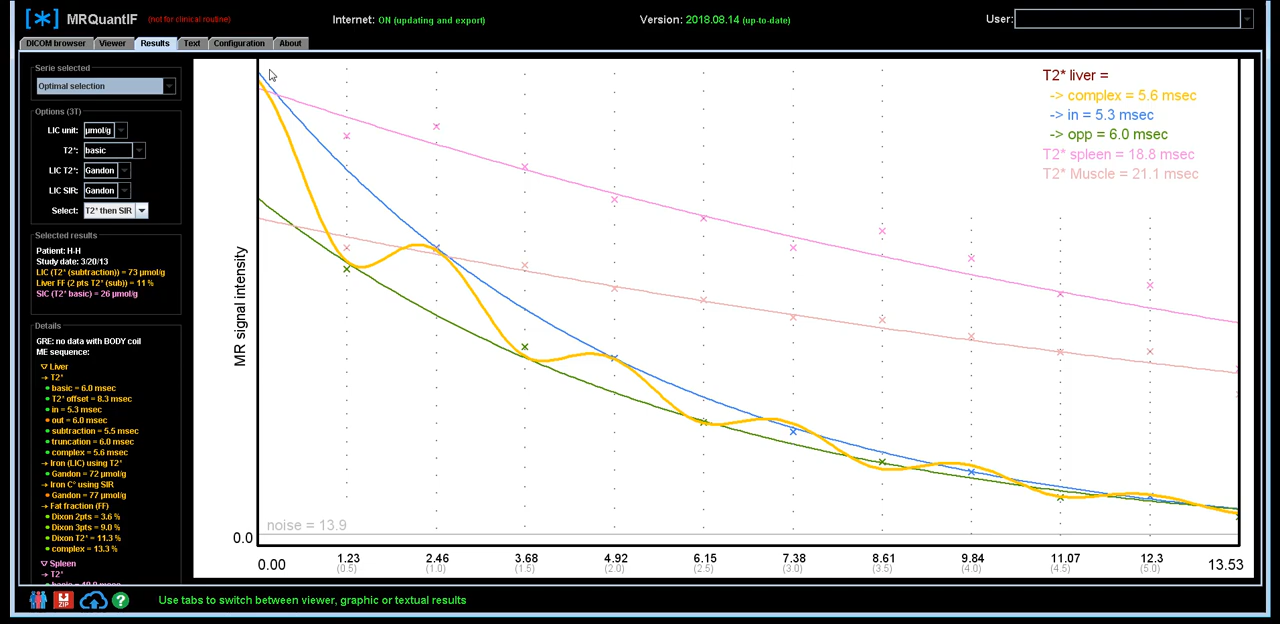 [*] MRQuantIF (not for clinical routine) Internet: ON (updating and export) Version: 2018.08.14 (up-to-date) User:
DICOM browser Viewer Results Text Configuration About
Serie selected
Optimal selection
Options (3T)
LIC unit: µmol/g
T2*: basic
LIC T2*: Gandon
LIC SIR: Gandon
Select: T2* then SIR
Selected results
Patient: H-H
Study date: 3/20/13
LIC (T2* (subtraction)) = 73 µmol/g
Liver FF (2 pts T2* (sub)) = 11 %
SIC (T2* basic) = 26 µmol/g
Details
GRE: no data with BODY coil
ME sequence:
▽ Liver
→ T2*
basic = 6.0 msec
T2* offset = 8.3 msec
in = 5.3 msec
out = 6.0 msec
subtraction = 5.5 msec
truncation = 6.0 msec
complex = 5.6 msec
→ Iron (LIC) using T2*
Gandon = 72 µmol/g
→ Iron C° using SIR
Gandon = 77 µmol/g
→ Fat fraction (FF)
Dixon 2pts = 3.6 %
Dixon 3pts = 9.0 %
Dixon T2* = 11.3 %
complex = 13.3 %
▽ Spleen
→ T2*
T2* liver =
-> complex = 5.6 msec
-> in = 5.3 msec
-> opp = 6.0 msec
T2* spleen = 18.8 msec
T2* Muscle = 21.1 msec
MR signal intensity
noise = 13.9
0.0
0.00 1.23 2.46 3.68 4.92 6.15 7.38 8.61 9.84 11.07 12.3 13.53
(0.5) (1.0) (1.5) (2.0) (2.5) (3.0) (3.5) (4.0) (4.5) (5.0)
ZIP ?
Use tabs to switch between viewer, graphic or textual results